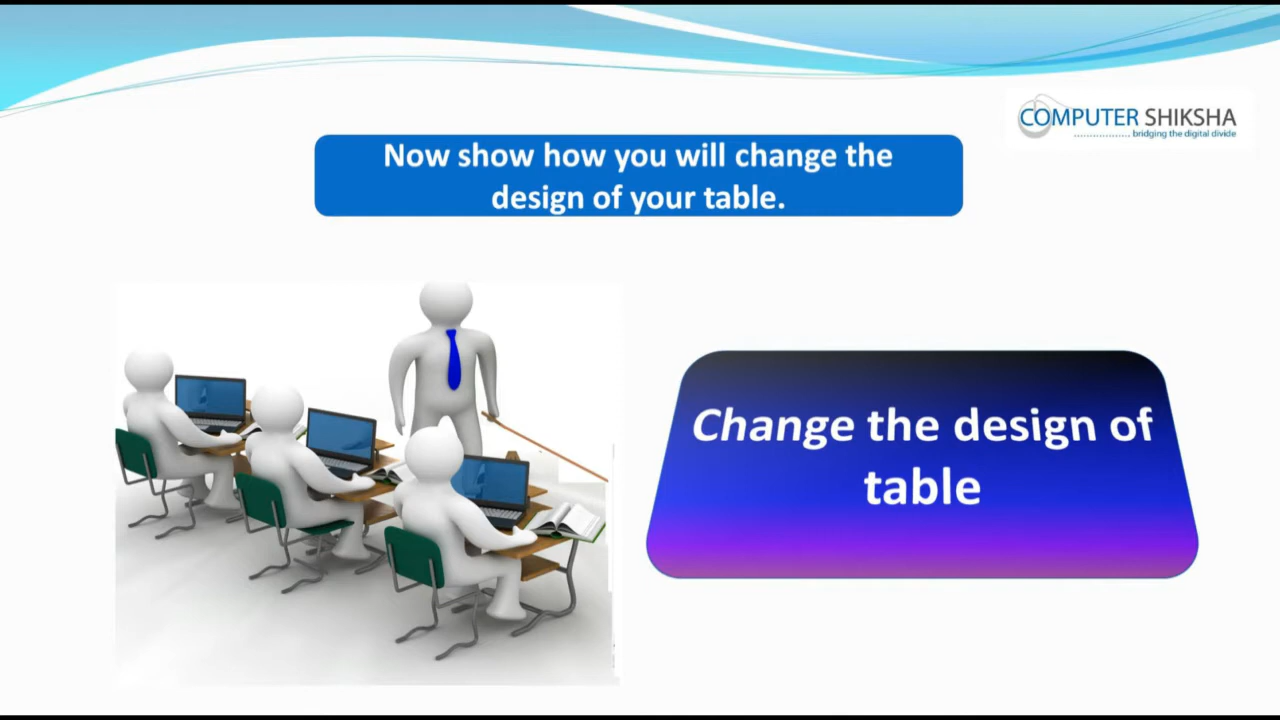 COMPUTER SHIKSHA
bridging the digital divide
Now show how you will change the
design of your table.
Change the design of
table